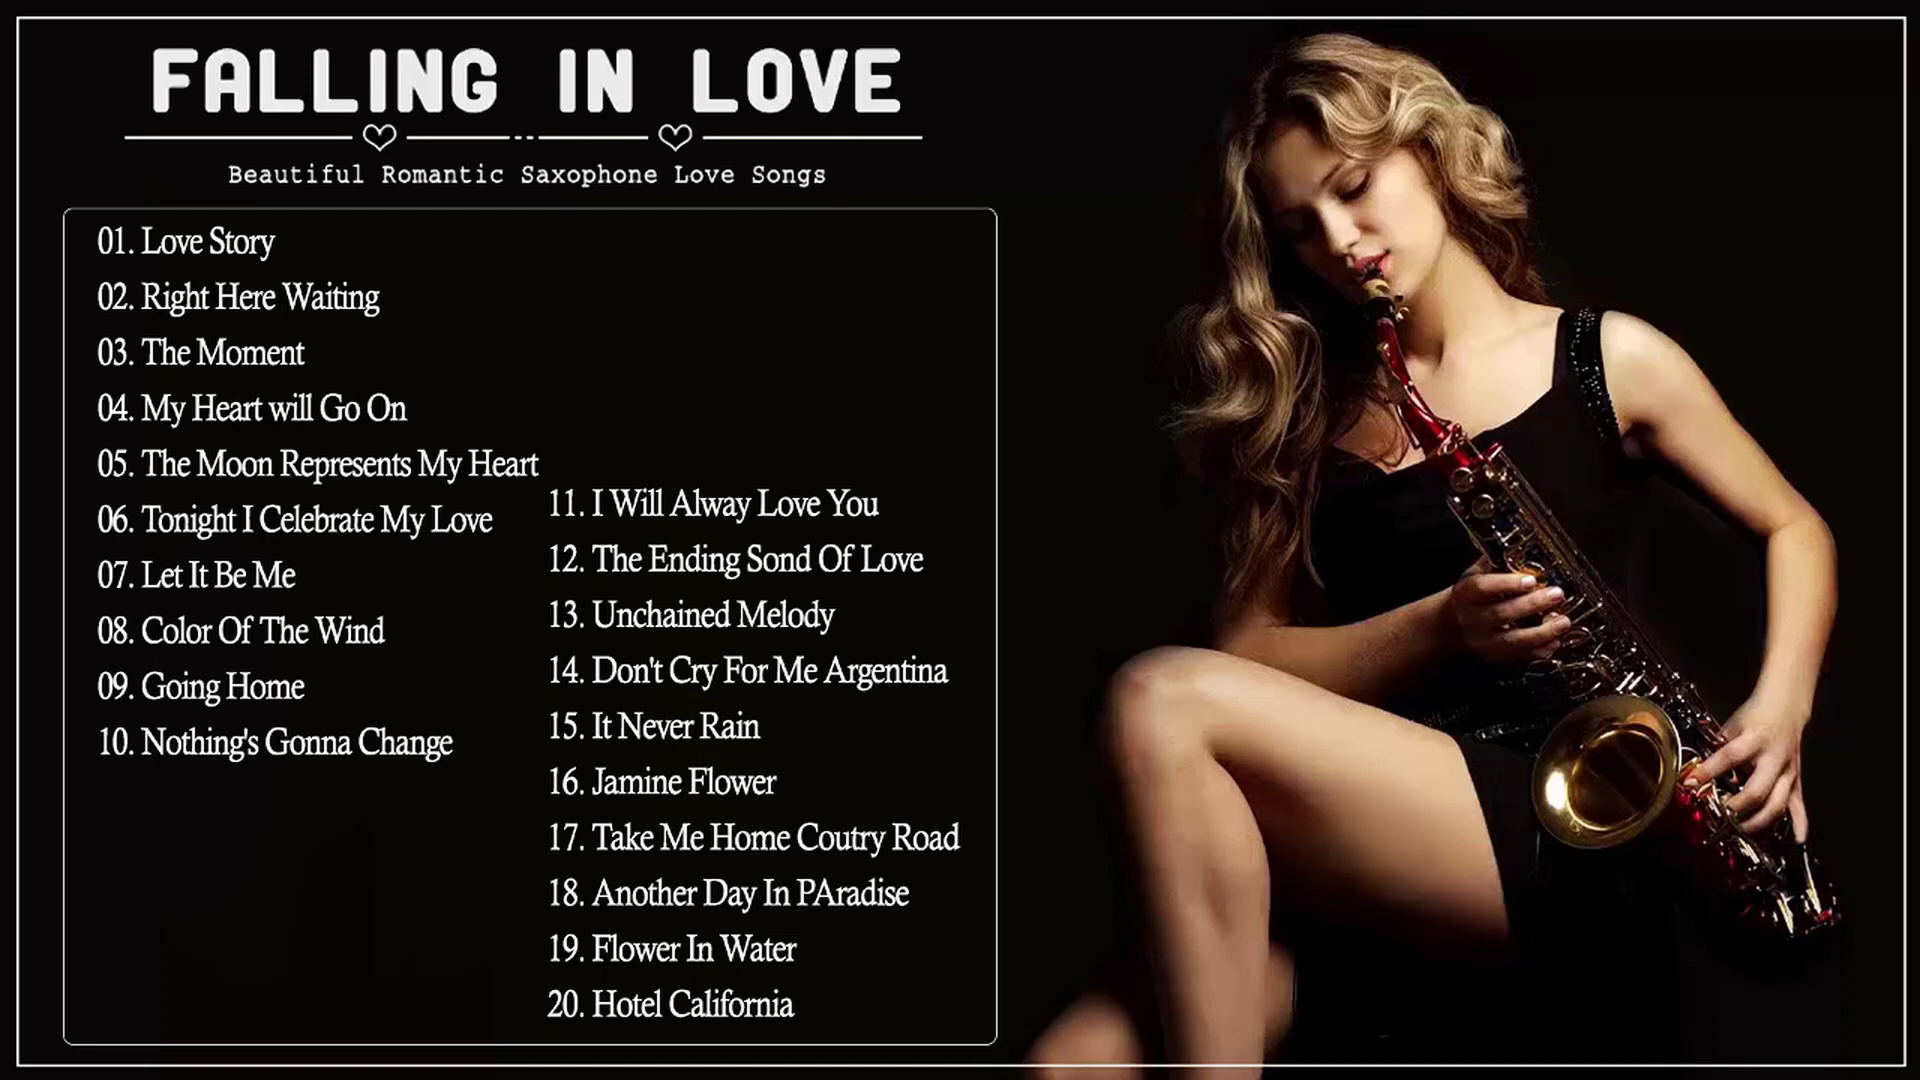 FALLING IN LOVE
Beautiful Romantic Saxophone Love Songs
01. Love Story
02. Right Here Waiting
03. The Moment
04. My Heart will Go On
05. The Moon Represents My Heart
06. Tonight I Celebrate My Love
07. Let It Be Me
08. Color Of The Wind
09. Going Home
10. Nothing's Gonna Change
11. I Will Alway Love You
12. The Ending Sond Of Love
13. Unchained Melody
14. Don't Cry For Me Argentina
15. It Never Rain
16. Jamine Flower
17. Take Me Home Coutry Road
18. Another Day In PAradise
19. Flower In Water
20. Hotel California